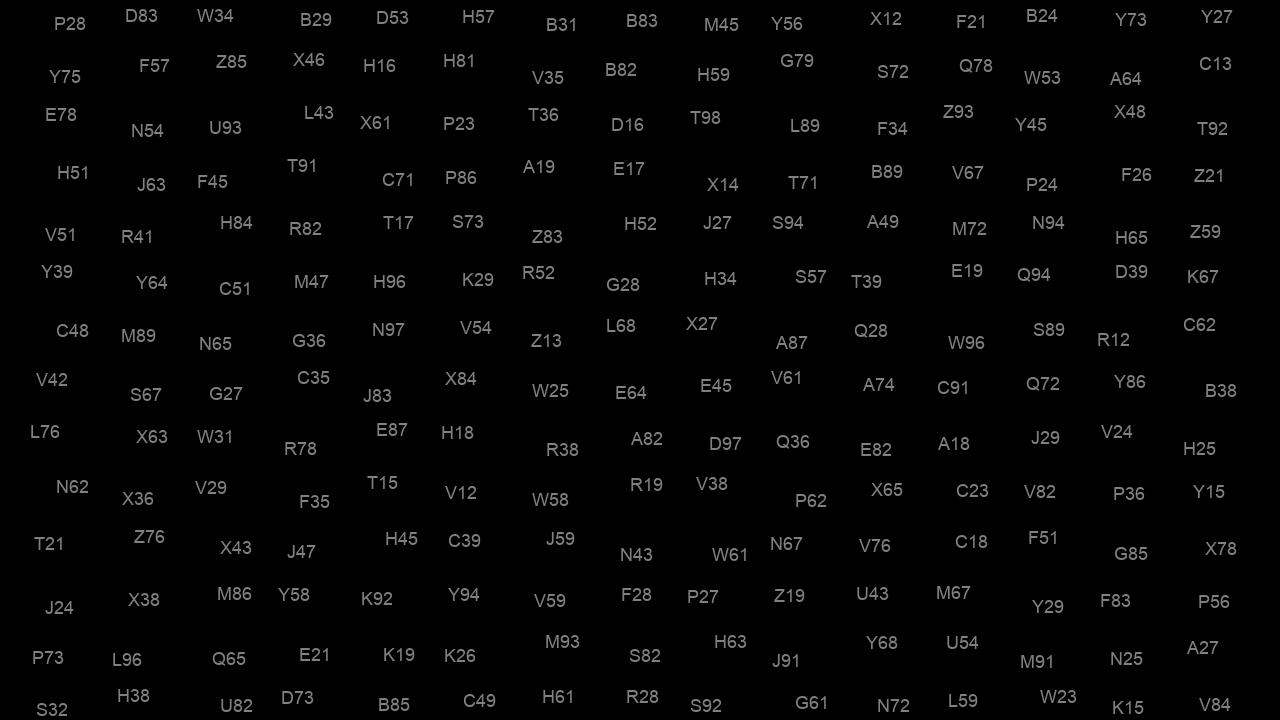 P28 D83 W34 B29 D53 H57 B31 B83 M45 Y56 X12 F21 B24 Y73 Y27
Y75 F57 Z85 X46 H16 H81 V35 B82 H59 G79 S72 Q78 W53 A64 C13
E78 N54 U93 L43 X61 P23 T36 D16 T98 L89 F34 Z93 Y45 X48 T92
H51 J63 F45 T91 C71 P86 A19 E17 X14 T71 B89 V67 P24 F26 Z21
V51 R41 H84 R82 T17 S73 Z83 H52 J27 S94 A49 M72 N94 H65 Z59
Y39 Y64 C51 M47 H96 K29 R52 G28 H34 S57 T39 E19 Q94 D39 K67
C48 M89 N65 G36 N97 V54 Z13 L68 X27 A87 Q28 W96 S89 R12 C62
V42 S67 G27 C35 J83 X84 W25 E64 E45 V61 A74 C91 Q72 Y86 B38
L76 X63 W31 R78 E87 H18 R38 A82 D97 Q36 E82 A18 J29 V24 H25
N62 X36 V29 F35 T15 V12 W58 R19 V38 P62 X65 C23 V82 P36 Y15
T21 Z76 X43 J47 H45 C39 J59 N43 W61 N67 V76 C18 F51 G85 X78
J24 X38 M86 Y58 K92 Y94 V59 F28 P27 Z19 U43 M67 Y29 F83 P56
P73 L96 Q65 E21 K19 K26 M93 S82 H63 J91 Y68 U54 M91 N25 A27
S32 H38 U82 D73 B85 C49 H61 R28 S92 G61 N72 L59 W23 K15 V84